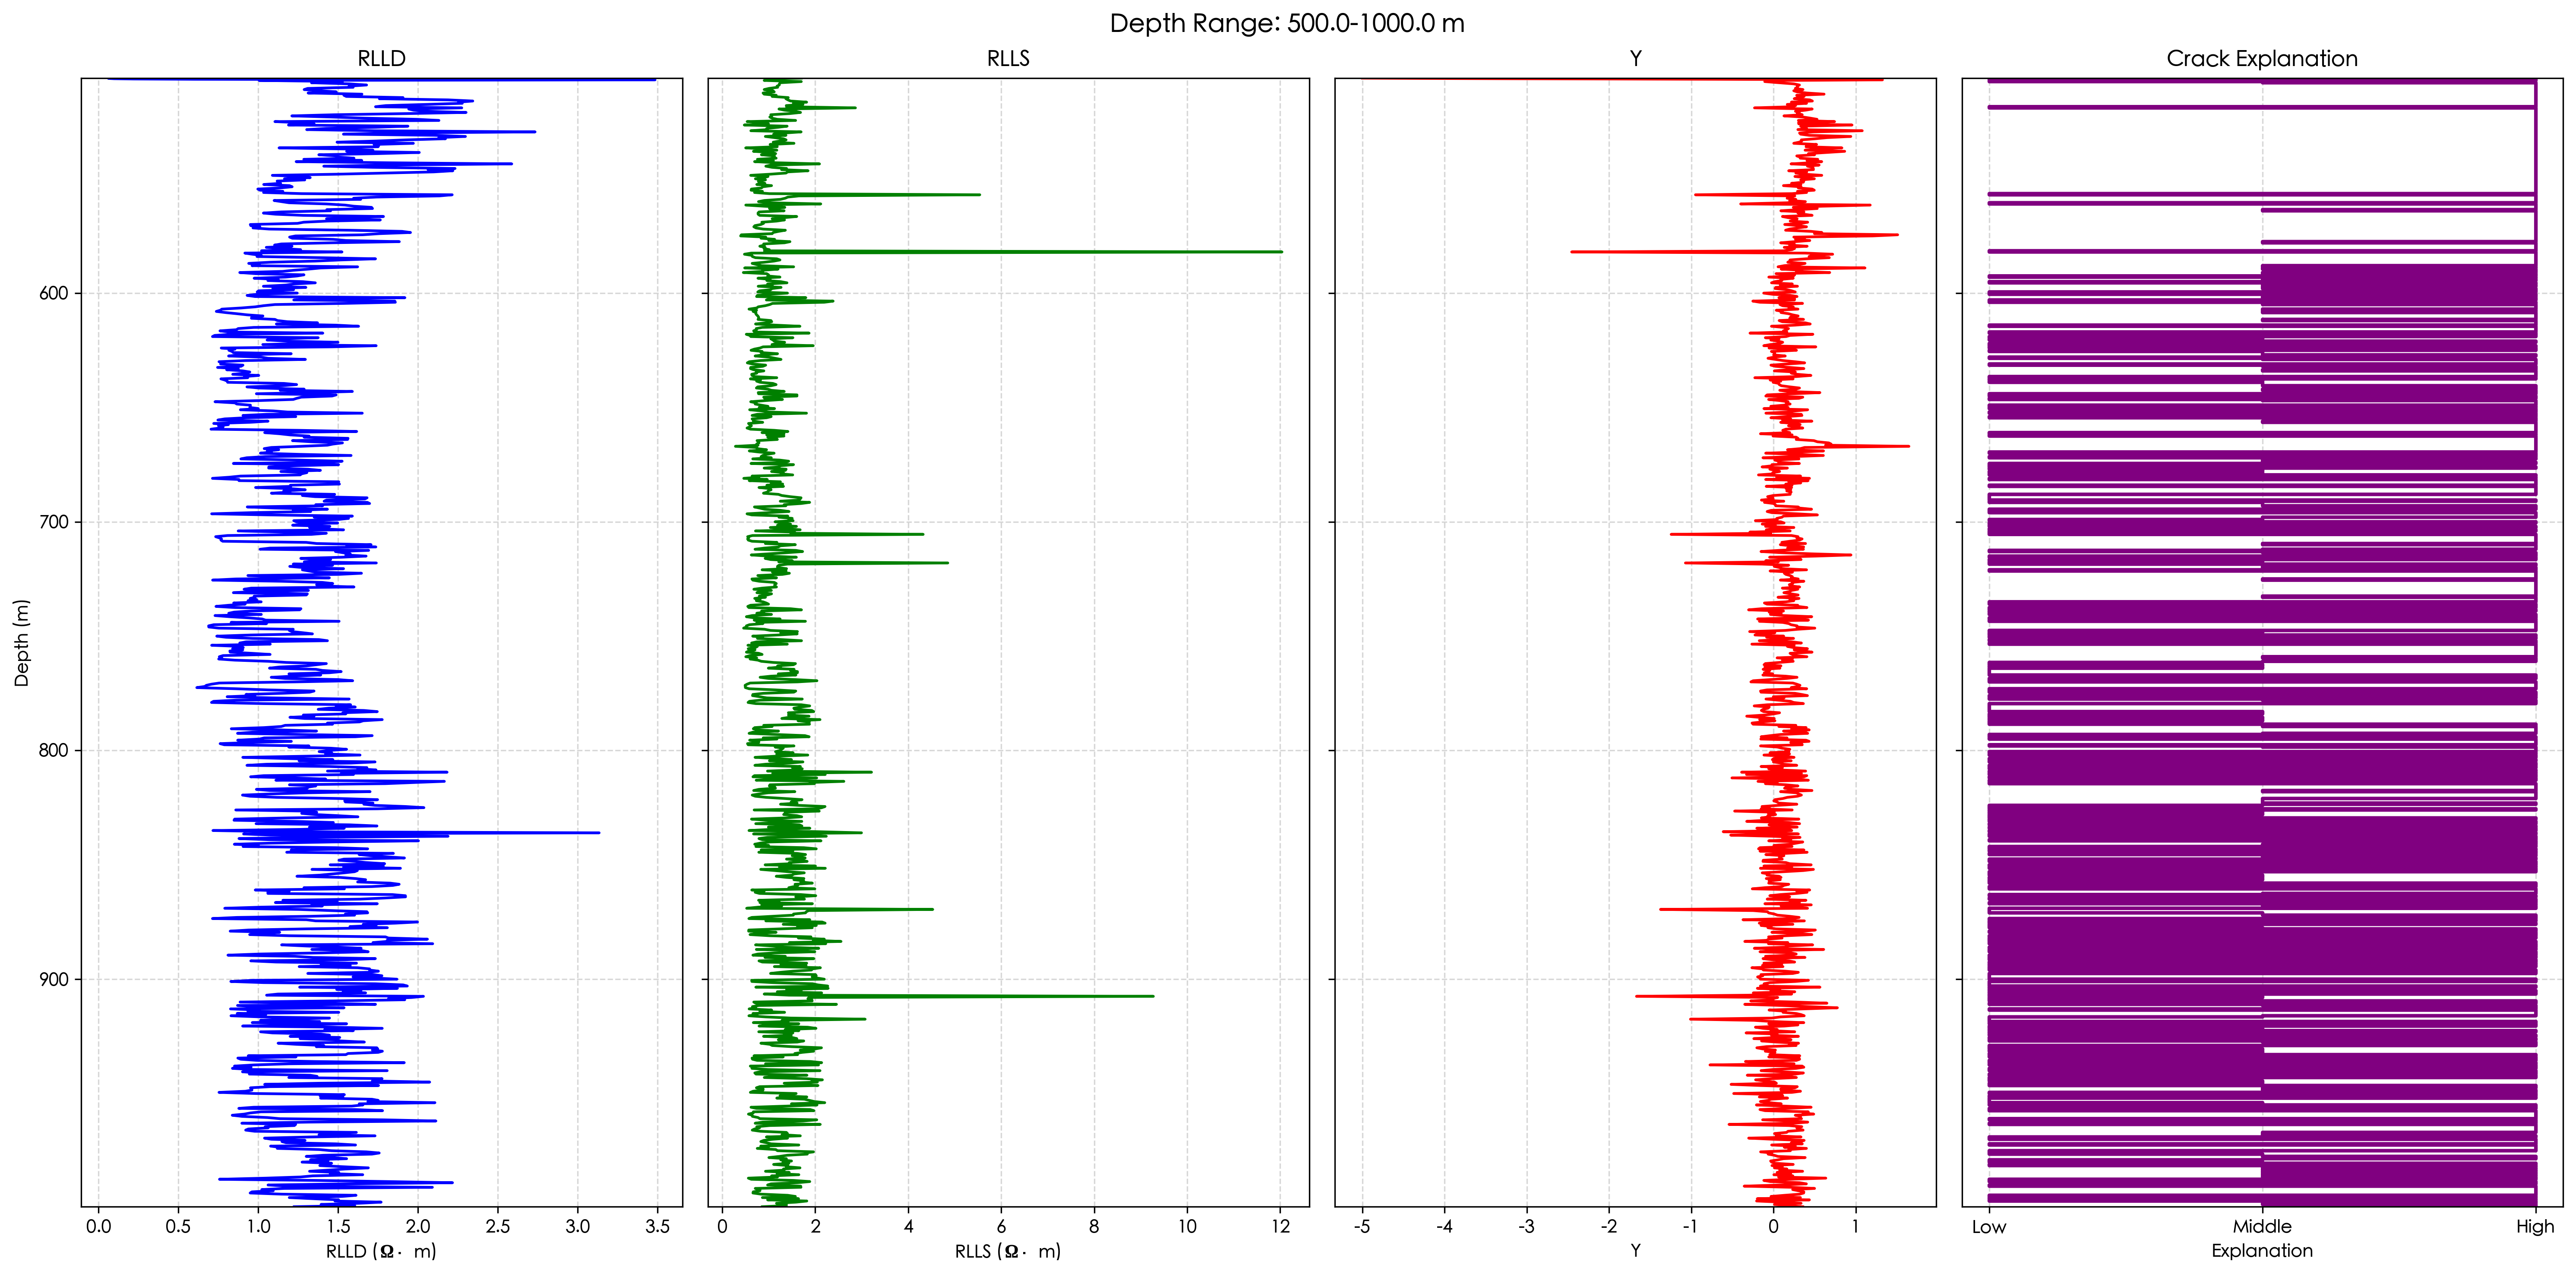 Depth Range: 500.0-1000.0 m
RLLD
RLLS
Y
Crack Explanation
Depth (m)
600
700
800
900
0.0 0.5 1.0 1.5 2.0 2.5 3.0 3.5
RLLD (Ω · m)
0 2 4 6 8 10 12
RLLS (Ω · m)
-5 -4 -3 -2 -1 0 1
Y
Low Middle High
Explanation